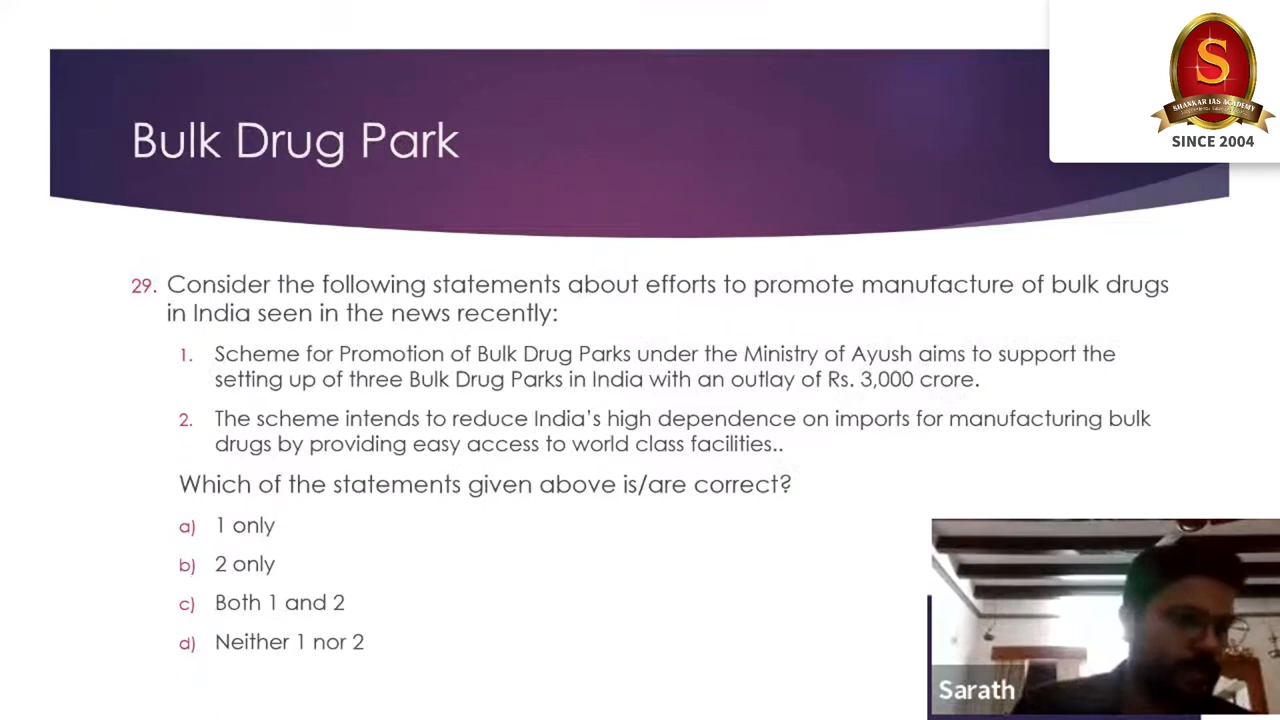 SHANKAR IAS ACADEMY
SINCE 2004
Bulk Drug Park
29. Consider the following statements about efforts to promote manufacture of bulk drugs
in India seen in the news recently:
1. Scheme for Promotion of Bulk Drug Parks under the Ministry of Ayush aims to support the
setting up of three Bulk Drug Parks in India with an outlay of Rs. 3,000 crore.
2. The scheme intends to reduce India's high dependence on imports for manufacturing bulk
drugs by providing easy access to world class facilities..
Which of the statements given above is/are correct?
a) 1 only
b) 2 only
c) Both 1 and 2
d) Neither 1 nor 2
Sarath